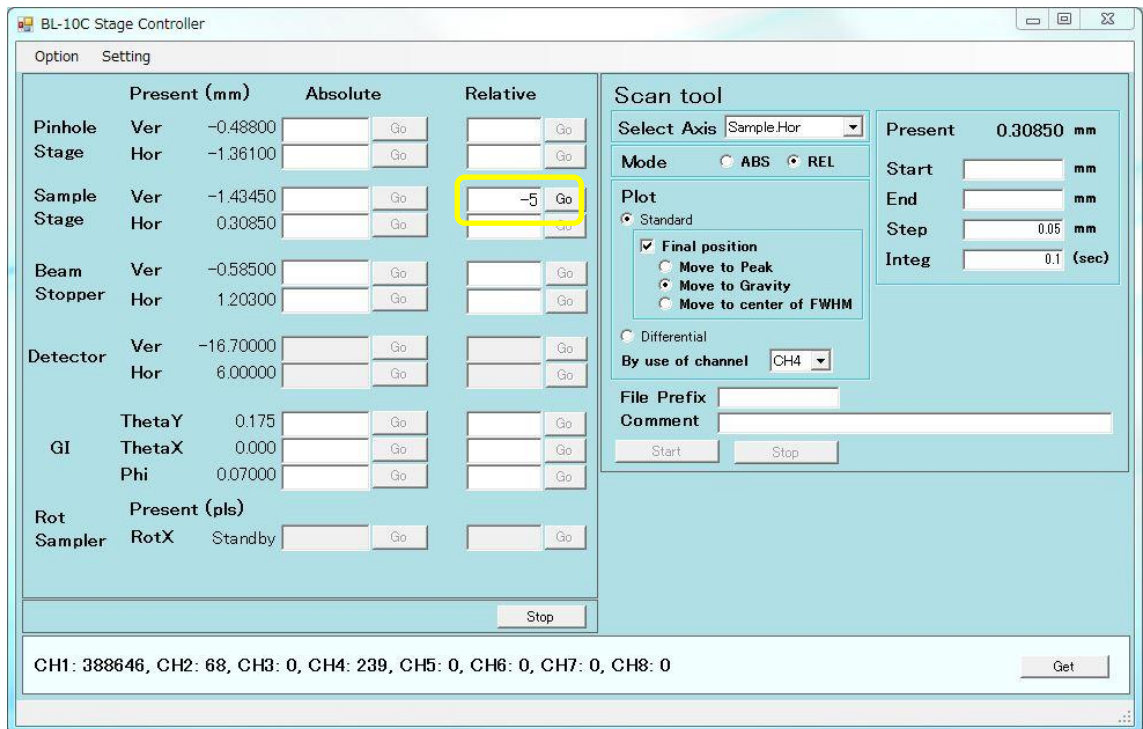 BL-10C Stage Controller
Option Setting
Present (mm) Absolute Relative
Pinhole Stage
Ver -0.48800 Go Go
Hor -1.36100 Go Go
Sample Stage
Ver -1.43450 Go -5 Go
Hor 0.30850 Go Go
Beam Stopper
Ver -0.58500 Go Go
Hor 1.20300 Go Go
Detector
Ver -16.70000 Go Go
Hor 6.00000 Go Go
GI
ThetaY 0.175 Go Go
ThetaX 0.000 Go Go
Phi 0.07000 Go Go
Present (pls)
Rot Sampler
RotX Standby Go Go
Stop
Scan tool
Select Axis Sample.Hor
Mode ABS REL
Plot
Standard
Final position
Move to Peak
Move to Gravity
Move to center of FWHM
Differential
By use of channel CH4
Present 0.30850 mm
Start mm
End mm
Step 0.05 mm
Integ 0.1 (sec)
File Prefix
Comment
Start Stop
CH1: 388646, CH2: 68, CH3: 0, CH4: 239, CH5: 0, CH6: 0, CH7: 0, CH8: 0
Get